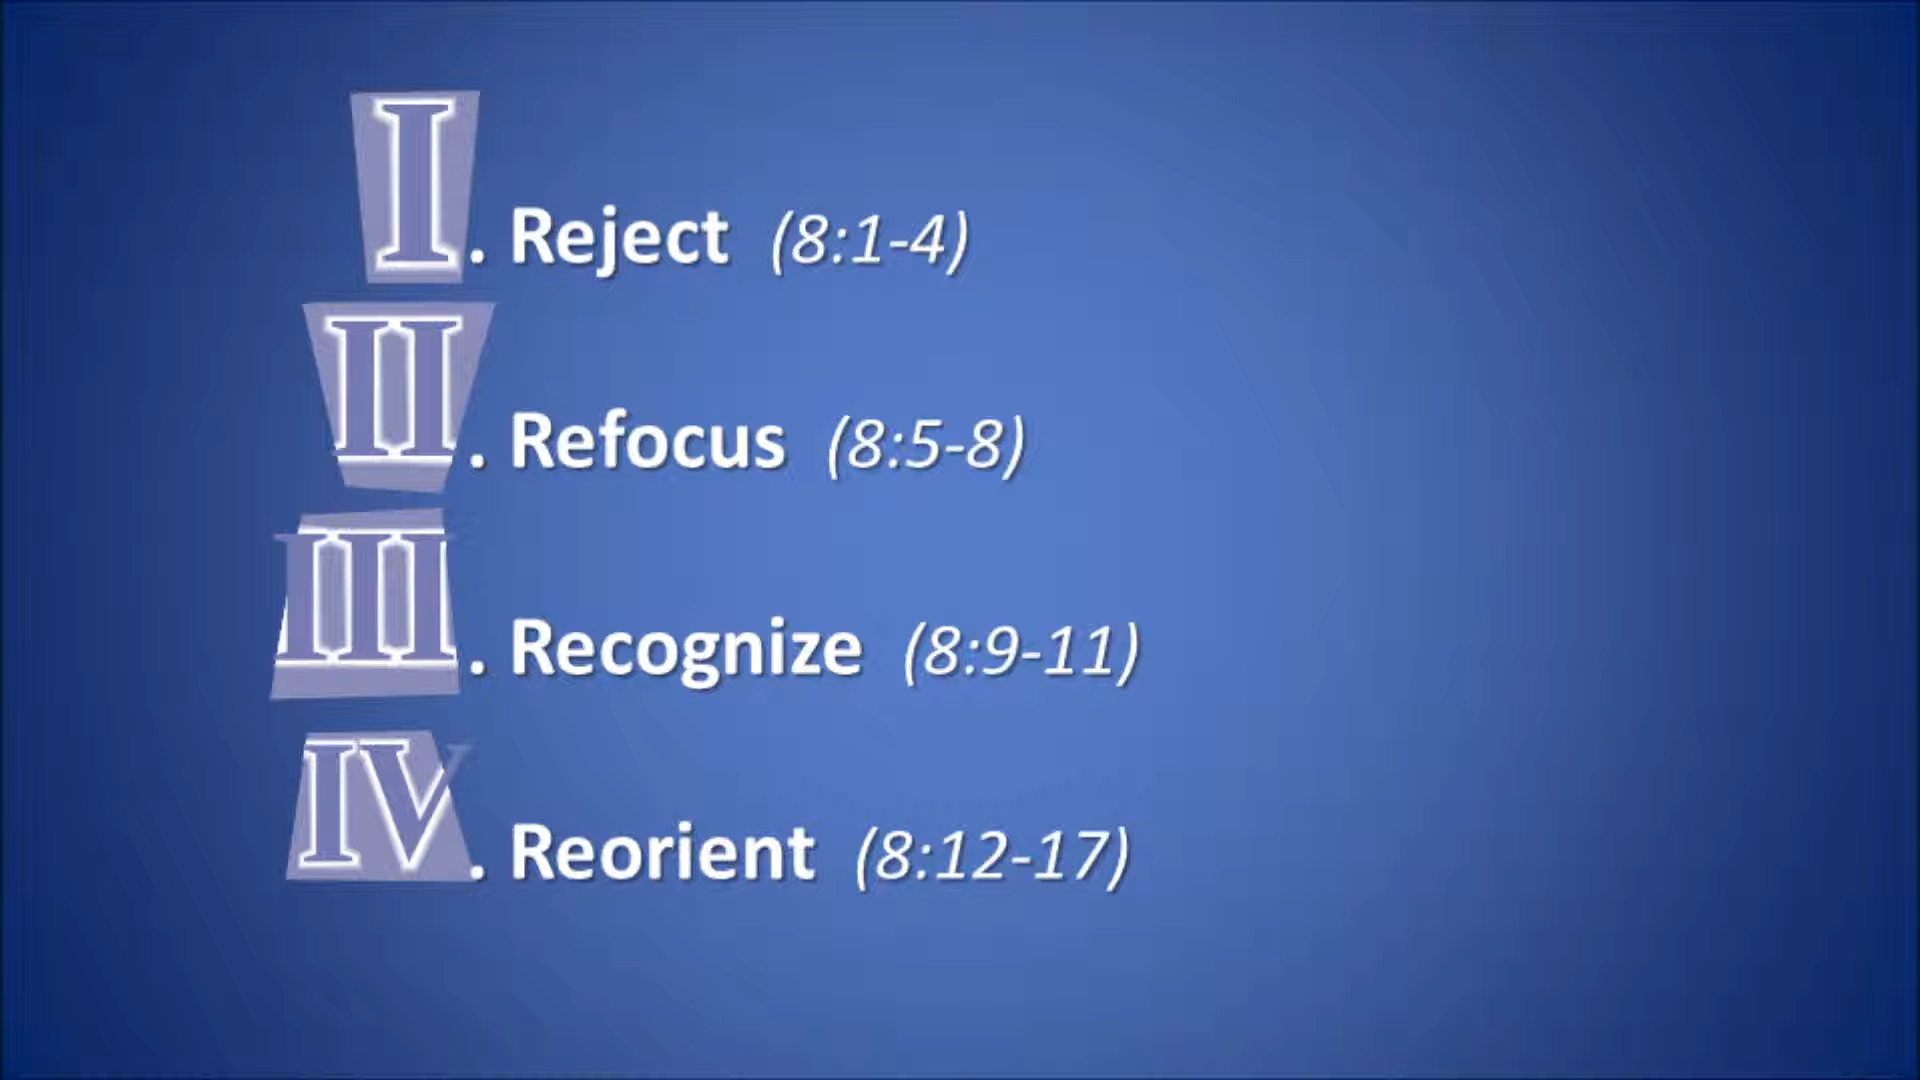 I. Reject (8:1-4)
II. Refocus (8:5-8)
III. Recognize (8:9-11)
IV. Reorient (8:12-17)